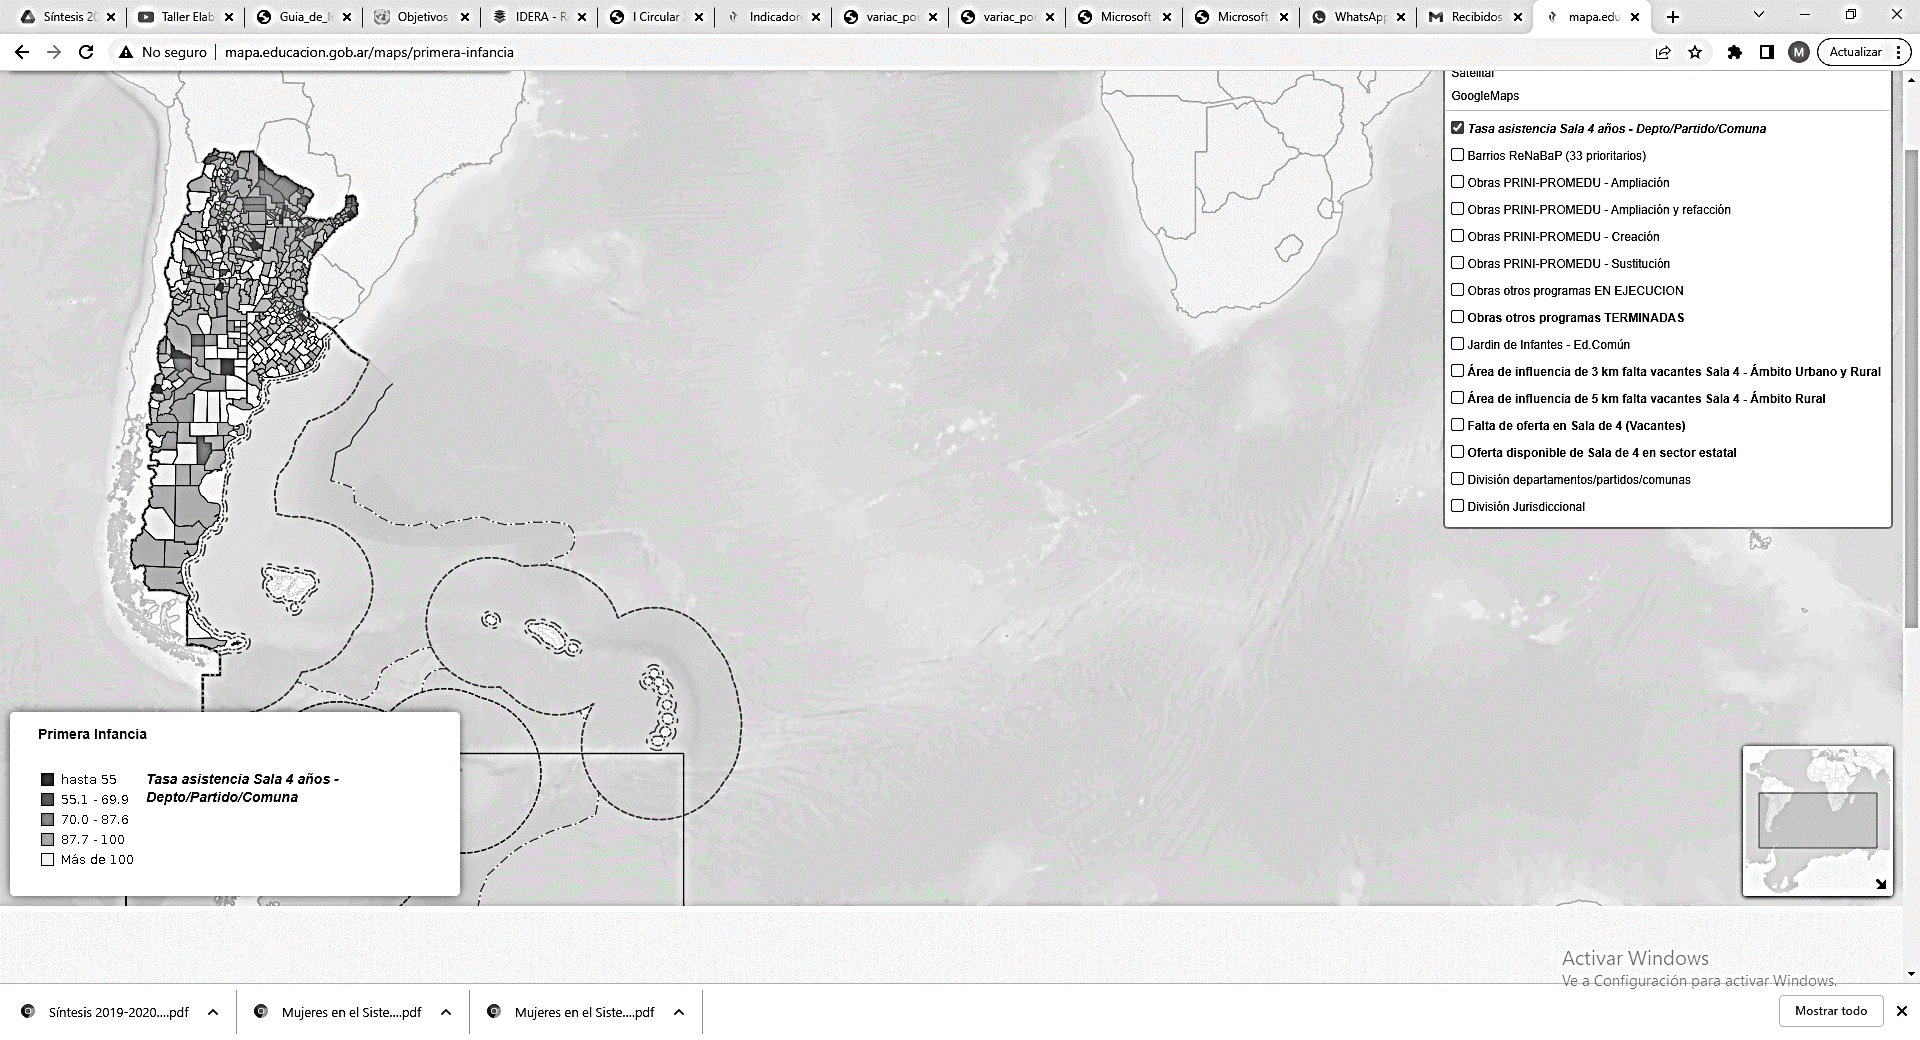 Síntesis 20
Taller Elab
Guia_de_I
Objetivos
IDERA - R
I Circular
Indicador
variac_po
variac_po
Microsoft
Microsoft
WhatsApp
Recibidos
mapa.edu
No seguro
mapa.educacion.gob.ar/maps/primera-infancia
M
Actualizar
Satelital
GoogleMaps
Tasa asistencia Sala 4 años - Depto/Partido/Comuna
Barrios ReNaBaP (33 prioritarios)
Obras PRINI-PROMEDU - Ampliación
Obras PRINI-PROMEDU - Ampliación y refacción
Obras PRINI-PROMEDU - Creación
Obras PRINI-PROMEDU - Sustitución
Obras otros programas EN EJECUCION
Obras otros programas TERMINADAS
Jardin de Infantes - Ed.Común
Área de influencia de 3 km falta vacantes Sala 4 - Ámbito Urbano y Rural
Área de influencia de 5 km falta vacantes Sala 4 - Ámbito Rural
Falta de oferta en Sala de 4 (Vacantes)
Oferta disponible de Sala de 4 en sector estatal
División departamentos/partidos/comunas
División Jurisdiccional
Primera Infancia
hasta 55
55.1 - 69.9
70.0 - 87.6
87.7 - 100
Más de 100
Tasa asistencia Sala 4 años -
Depto/Partido/Comuna
Activar Windows
Ve a Configuración para activar Windows.
Síntesis 2019-2020....pdf
Mujeres en el Siste....pdf
Mujeres en el Siste....pdf
Mostrar todo